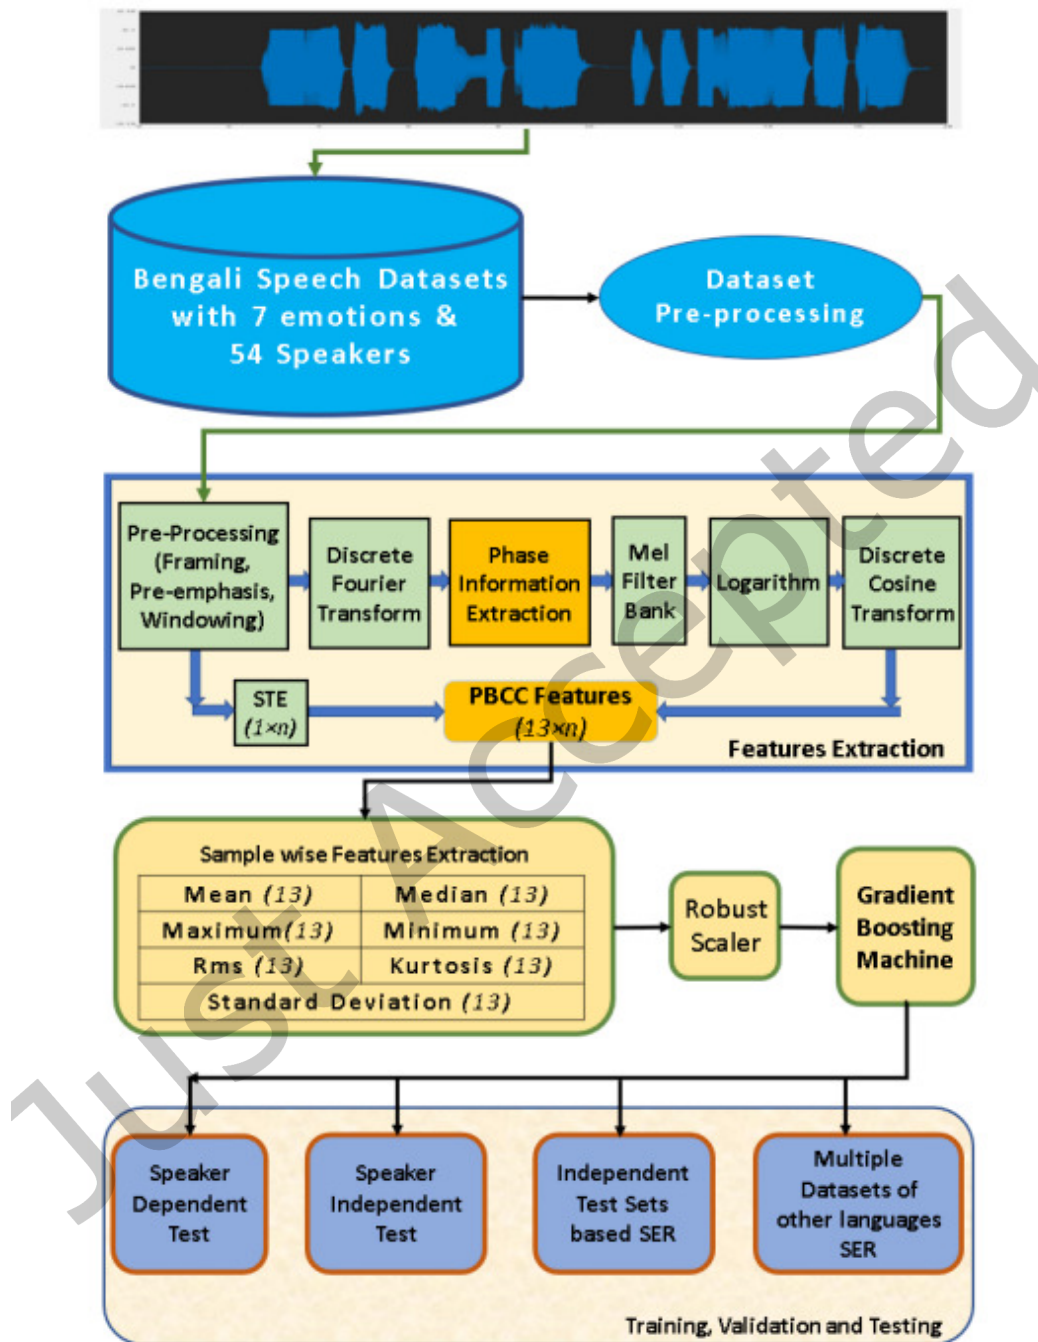 Bengali Speech Datasets
with 7 emotions &
54 Speakers
Dataset
Pre-processing
Pre-Processing
(Framing,
Pre-emphasis,
Windowing)
Discrete
Fourier
Transform
Phase
Information
Extraction
Mel
Filter
Bank
Logarithm
Discrete
Cosine
Transform
STE
(1×n)
PBCC Features
(13×n)
Features Extraction
Sample wise Features Extraction
Mean (13)
Median (13)
Maximum(13)
Minimum (13)
Rms (13)
Kurtosis (13)
Standard Deviation (13)
Robust
Scaler
Gradient
Boosting
Machine
Speaker
Dependent
Test
Speaker
Independent
Test
Independent
Test Sets
based SER
Multiple
Datasets of
other languages
SER
Training, Validation and Testing
Just Accepted